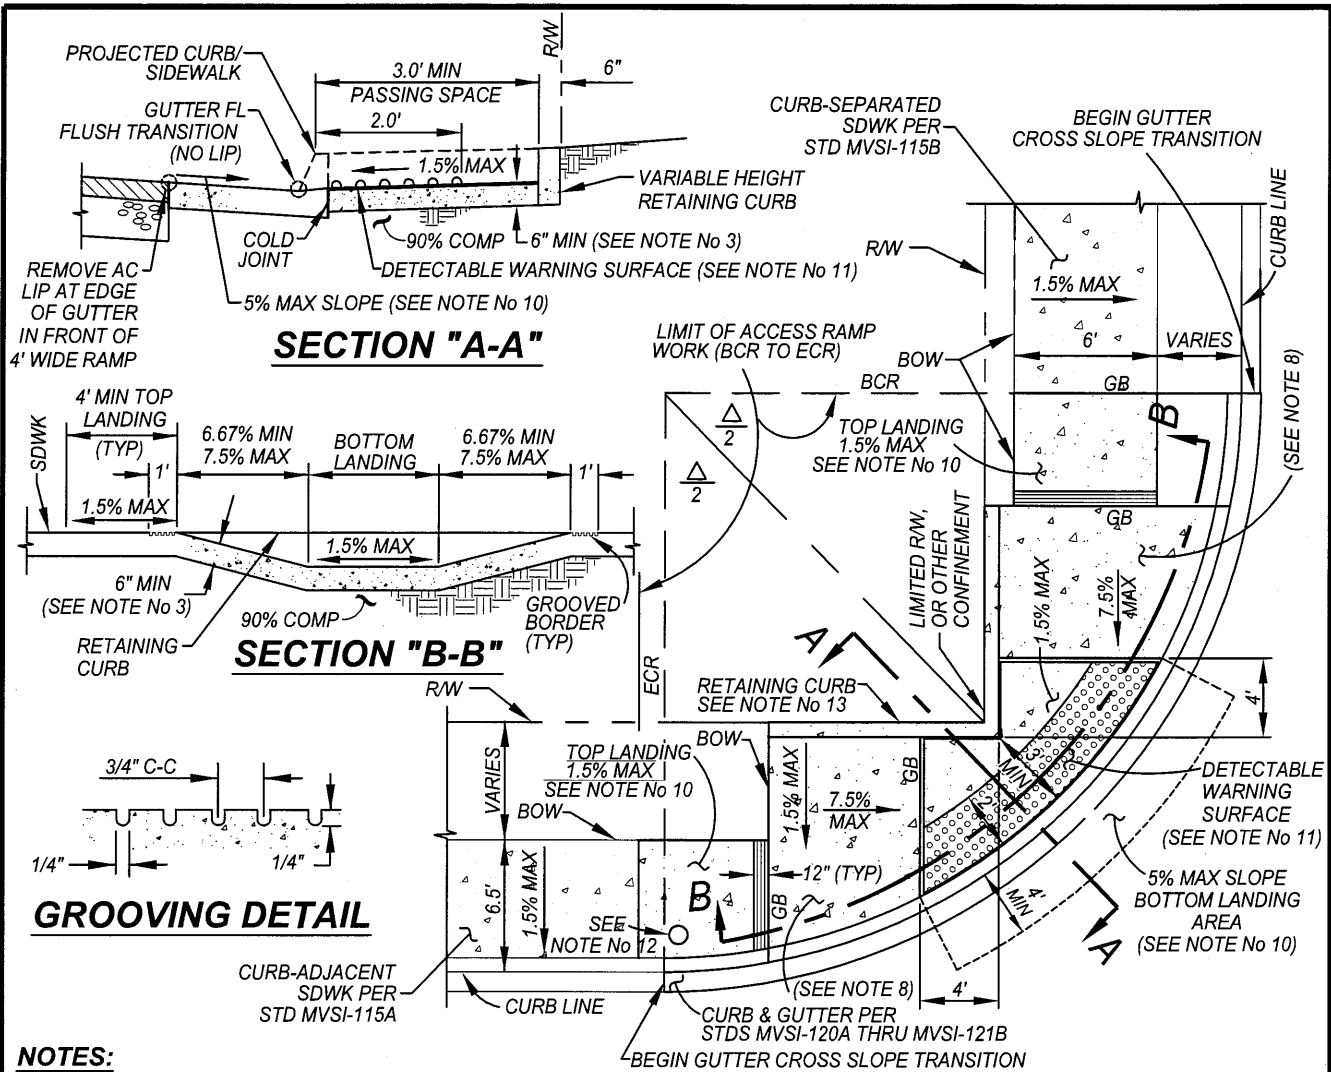 PROJECTED CURB/
SIDEWALK
GUTTER FL
FLUSH TRANSITION
(NO LIP)
3.0' MIN
PASSING SPACE
2.0'
R/W
6"
1.5% MAX
VARIABLE HEIGHT
RETAINING CURB
COLD
JOINT
90% COMP
6" MIN (SEE NOTE No 3)
DETECTABLE WARNING SURFACE (SEE NOTE No 11)
REMOVE AC
LIP AT EDGE
OF GUTTER
IN FRONT OF
4' WIDE RAMP
5% MAX SLOPE (SEE NOTE No 10)
SECTION "A-A"
4' MIN TOP
LANDING
(TYP)
SDWK
1'
1.5% MAX
6.67% MIN
7.5% MAX
BOTTOM
LANDING
6.67% MIN
7.5% MAX
1'
1.5% MAX
6" MIN
(SEE NOTE No 3)
90% COMP
RETAINING
CURB
GROOVED
BORDER
(TYP)
SECTION "B-B"
3/4" C-C
1/4"
1/4"
GROOVING DETAIL
CURB-SEPARATED
SDWK PER
STD MVSI-115B
BEGIN GUTTER
CROSS SLOPE TRANSITION
CURB LINE
R/W
1.5% MAX
6'
VARIES
BOW
LIMIT OF ACCESS RAMP
WORK (BCR TO ECR)
BCR
GB
Δ
2
Δ
2
TOP LANDING
1.5% MAX
SEE NOTE No 10
B
(SEE NOTE 8)
GB
LIMITED R/W,
OR OTHER
CONFINEMENT
1.5% MAX
7.5%
MAX
A
ECR
R/W
RETAINING CURB
SEE NOTE No 13
BOW
4'
3'
MIN
2'
DETECTABLE
WARNING
SURFACE
(SEE NOTE No 11)
VARIES
TOP LANDING
1.5% MAX
SEE NOTE No 10
BOW
1.5% MAX
7.5%
MAX
GB
12" (TYP)
4'
MIN
5% MAX SLOPE
BOTTOM LANDING
AREA
(SEE NOTE No 10)
A
6.5'
1.5% MAX
B
GB
SEE
NOTE No 12
CURB-ADJACENT
SDWK PER
STD MVSI-115A
CURB LINE
(SEE NOTE 8)
4'
CURB & GUTTER PER
STDS MVSI-120A THRU MVSI-121B
BEGIN GUTTER CROSS SLOPE TRANSITION
NOTES: